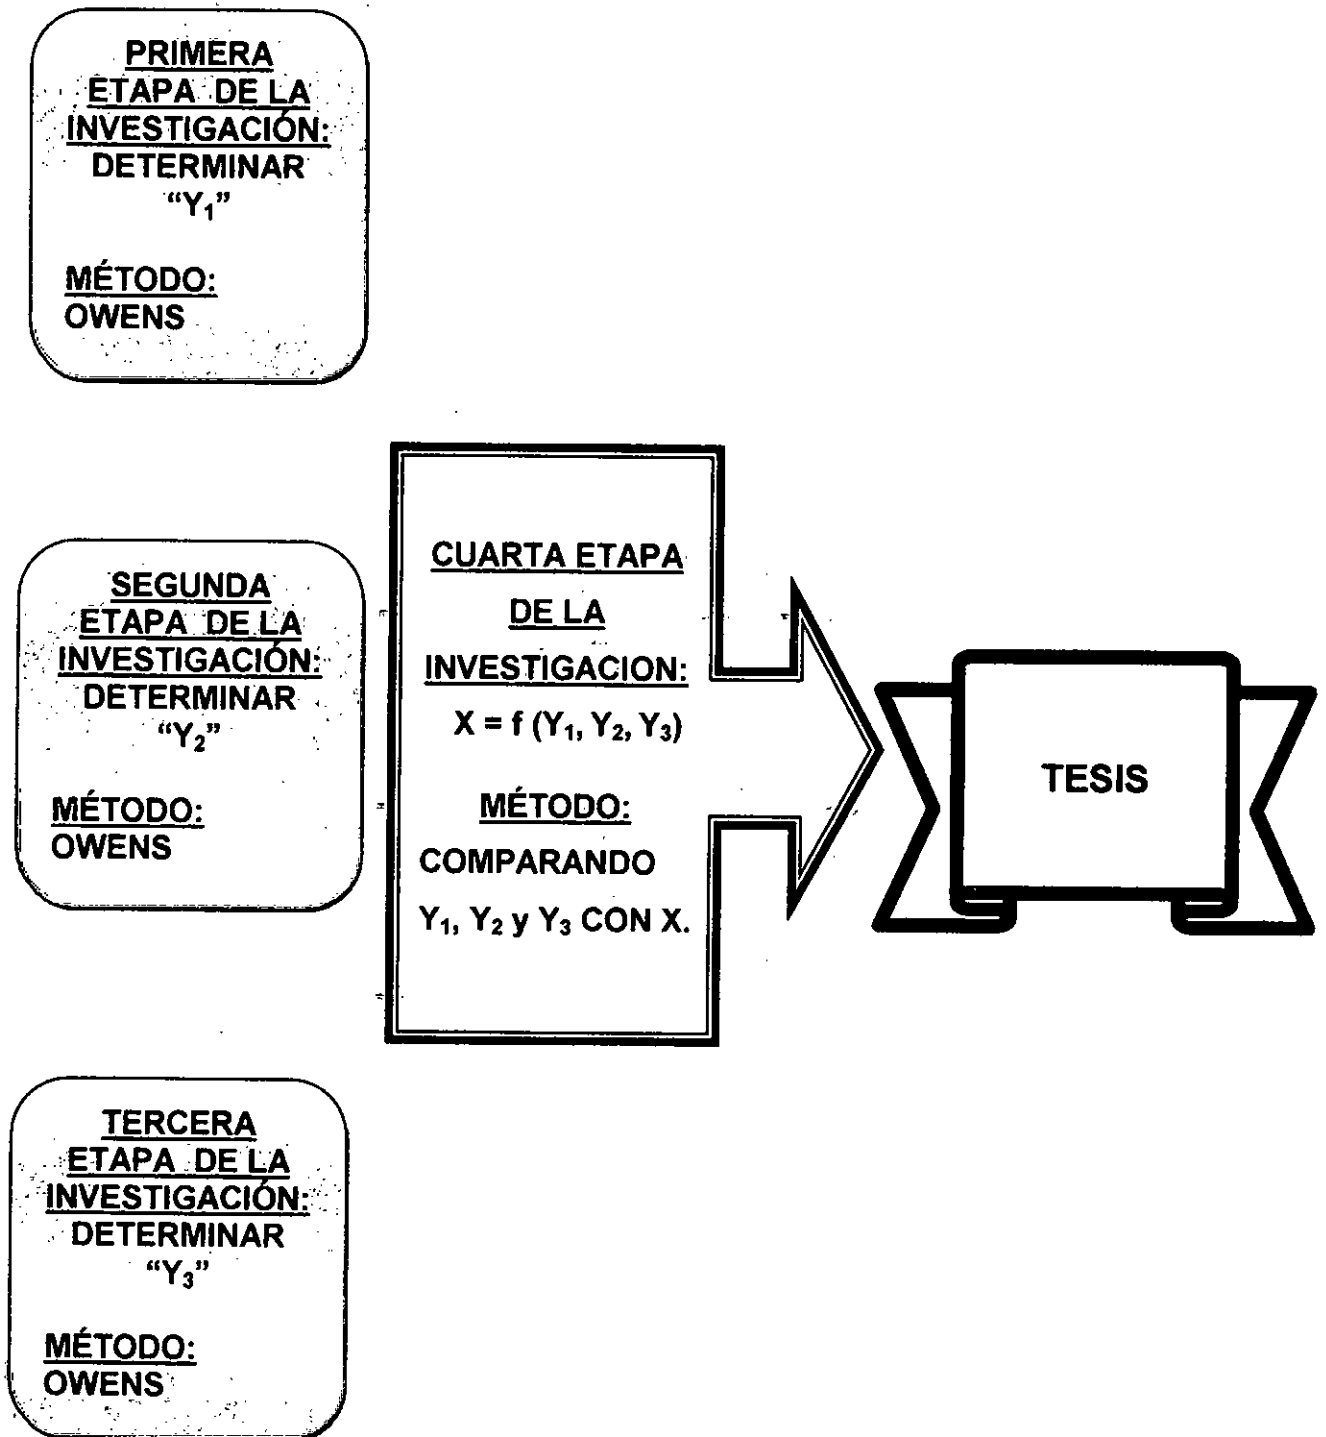 PRIMERA
ETAPA DE LA
INVESTIGACIÓN:
DETERMINAR
“Y₁”
MÉTODO:
OWENS
SEGUNDA
ETAPA DE LA
INVESTIGACIÓN:
DETERMINAR
“Y₂”
MÉTODO:
OWENS
TERCERA
ETAPA DE LA
INVESTIGACIÓN:
DETERMINAR
“Y₃”
MÉTODO:
OWENS
CUARTA ETAPA
DE LA
INVESTIGACION:
X = f (Y₁, Y₂, Y₃)
MÉTODO:
COMPARANDO
Y₁, Y₂ y Y₃ CON X.
TESIS